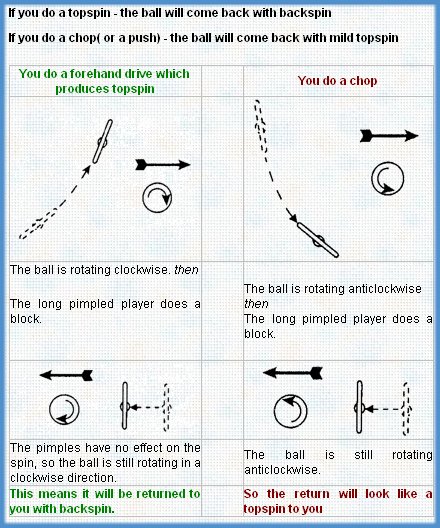 If you do a topspin - the ball will come back with backspin
If you do a chop( or a push) - the ball will come back with mild topspin
You do a forehand drive which
produces topspin
You do a chop
The ball is rotating clockwise. then
The long pimpled player does a
block.
The ball is rotating anticlockwise
then
The long pimpled player does a
block.
The pimples have no effect on the
spin, so the ball is still rotating in a
clockwise direction.
The ball is still rotating
anticlockwise.
This means it will be returned to
you with backspin.
So the return will look like a
topspin to you